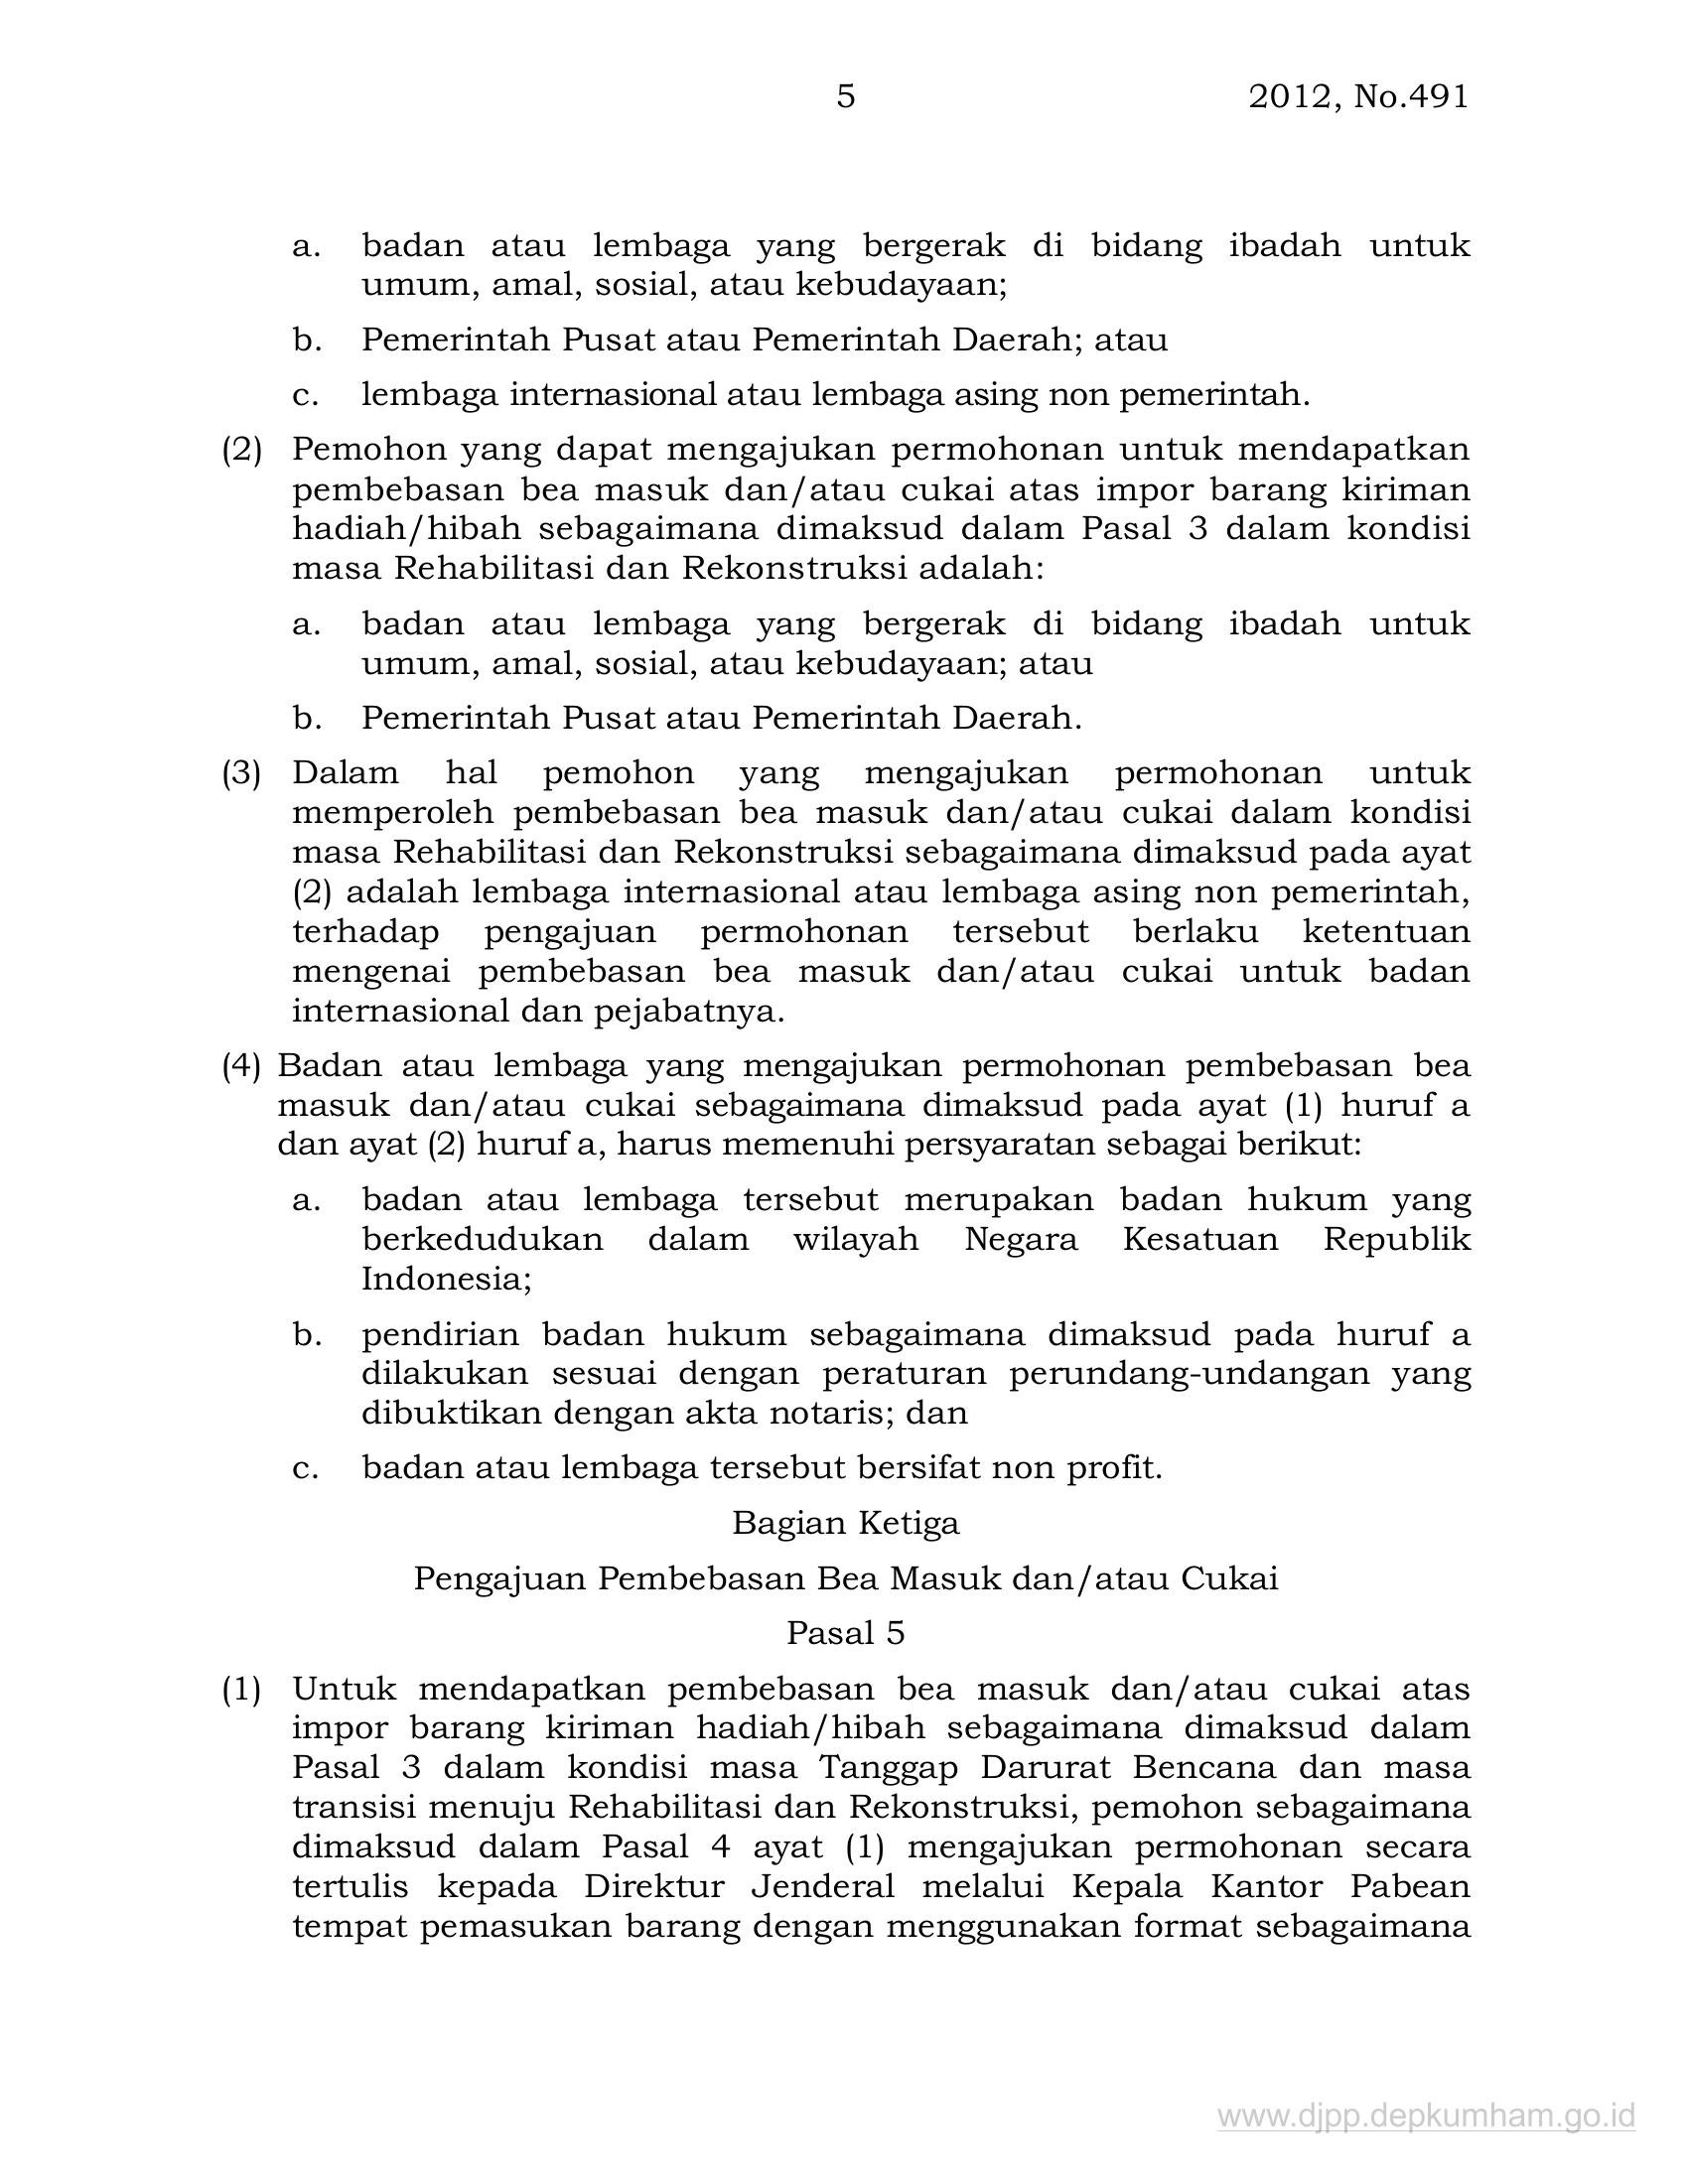 5
2012, No.491
a. badan atau lembaga yang bergerak di bidang ibadah untuk
umum, amal, sosial, atau kebudayaan;
b. Pemerintah Pusat atau Pemerintah Daerah; atau
c. lembaga internasional atau lembaga asing non pemerintah.
(2) Pemohon yang dapat mengajukan permohonan untuk mendapatkan
pembebasan bea masuk dan/atau cukai atas impor barang kiriman
hadiah/hibah sebagaimana dimaksud dalam Pasal 3 dalam kondisi
masa Rehabilitasi dan Rekonstruksi adalah:
a. badan atau lembaga yang bergerak di bidang ibadah untuk
umum, amal, sosial, atau kebudayaan; atau
b. Pemerintah Pusat atau Pemerintah Daerah.
(3) Dalam hal pemohon yang mengajukan permohonan untuk
memperoleh pembebasan bea masuk dan/atau cukai dalam kondisi
masa Rehabilitasi dan Rekonstruksi sebagaimana dimaksud pada ayat
(2) adalah lembaga internasional atau lembaga asing non pemerintah,
terhadap pengajuan permohonan tersebut berlaku ketentuan
mengenai pembebasan bea masuk dan/atau cukai untuk badan
internasional dan pejabatnya.
(4) Badan atau lembaga yang mengajukan permohonan pembebasan bea
masuk dan/atau cukai sebagaimana dimaksud pada ayat (1) huruf a
dan ayat (2) huruf a, harus memenuhi persyaratan sebagai berikut:
a. badan atau lembaga tersebut merupakan badan hukum yang
berkedudukan dalam wilayah Negara Kesatuan Republik
Indonesia;
b. pendirian badan hukum sebagaimana dimaksud pada huruf a
dilakukan sesuai dengan peraturan perundang-undangan yang
dibuktikan dengan akta notaris; dan
c. badan atau lembaga tersebut bersifat non profit.
Bagian Ketiga
Pengajuan Pembebasan Bea Masuk dan/atau Cukai
Pasal 5
(1) Untuk mendapatkan pembebasan bea masuk dan/atau cukai atas
impor barang kiriman hadiah/hibah sebagaimana dimaksud dalam
Pasal 3 dalam kondisi masa Tanggap Darurat Bencana dan masa
transisi menuju Rehabilitasi dan Rekonstruksi, pemohon sebagaimana
dimaksud dalam Pasal 4 ayat (1) mengajukan permohonan secara
tertulis kepada Direktur Jenderal melalui Kepala Kantor Pabean
tempat pemasukan barang dengan menggunakan format sebagaimana
www.djpp.depkumham.go.id